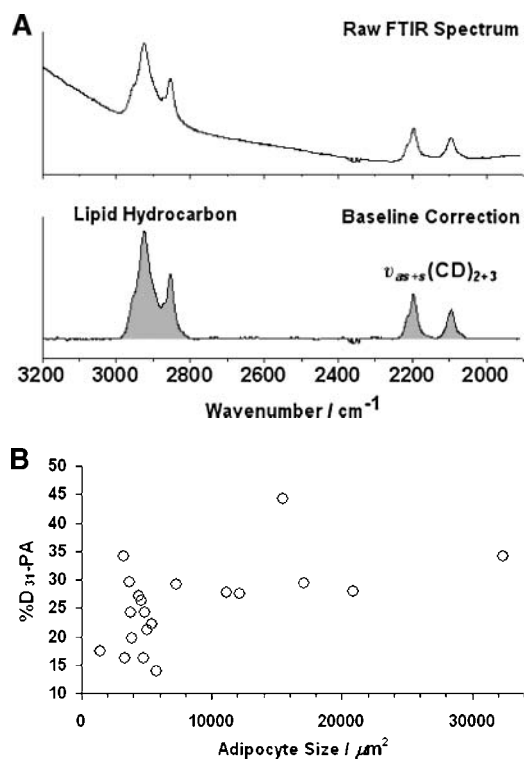 A
Raw FTIR Spectrum
Lipid Hydrocarbon
Baseline Correction
υas+s(CD)2+3
3200 3000 2800 2600 2400 2200 2000
Wavenumber / cm-1
B
50
45
40
35
30
25
20
15
10
%D31-PA
0 10000 20000 30000
Adipocyte Size / μm2